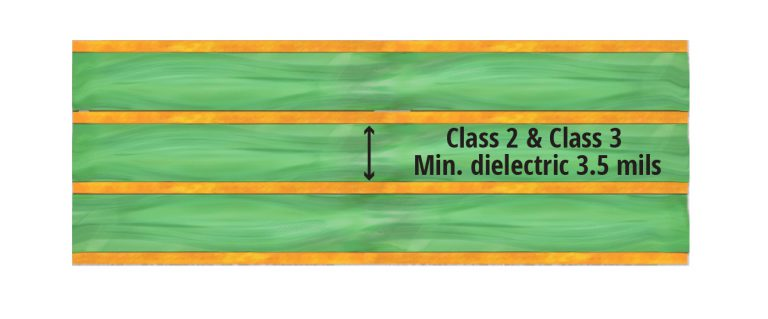 Class 2 & Class 3
Min. dielectric 3.5 mils